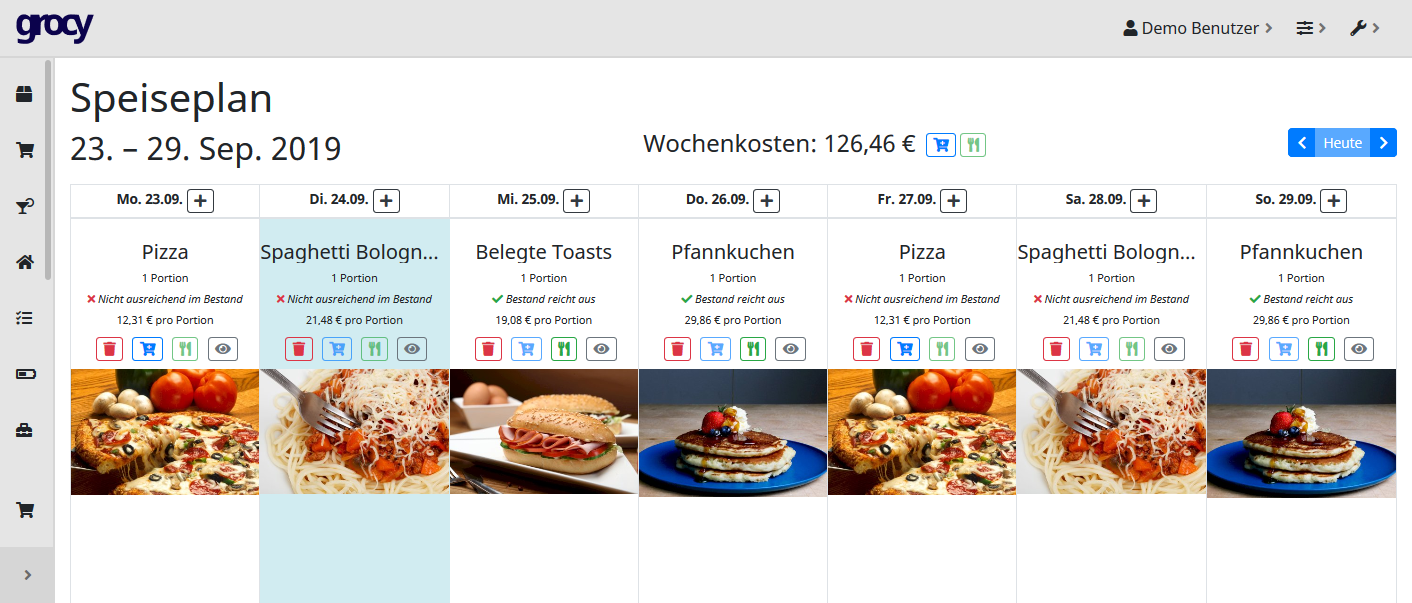 grocy
Demo Benutzer
Speiseplan
23. – 29. Sep. 2019
Wochenkosten: 126,46 €
Heute
Mo. 23.09.
Di. 24.09.
Mi. 25.09.
Do. 26.09.
Fr. 27.09.
Sa. 28.09.
So. 29.09.
Pizza
1 Portion
Nicht ausreichend im Bestand
12,31 € pro Portion
Spaghetti Bologn...
1 Portion
Nicht ausreichend im Bestand
21,48 € pro Portion
Belegte Toasts
1 Portion
Bestand reicht aus
19,08 € pro Portion
Pfannkuchen
1 Portion
Bestand reicht aus
29,86 € pro Portion
Pizza
1 Portion
Nicht ausreichend im Bestand
12,31 € pro Portion
Spaghetti Bologn...
1 Portion
Nicht ausreichend im Bestand
21,48 € pro Portion
Pfannkuchen
1 Portion
Bestand reicht aus
29,86 € pro Portion